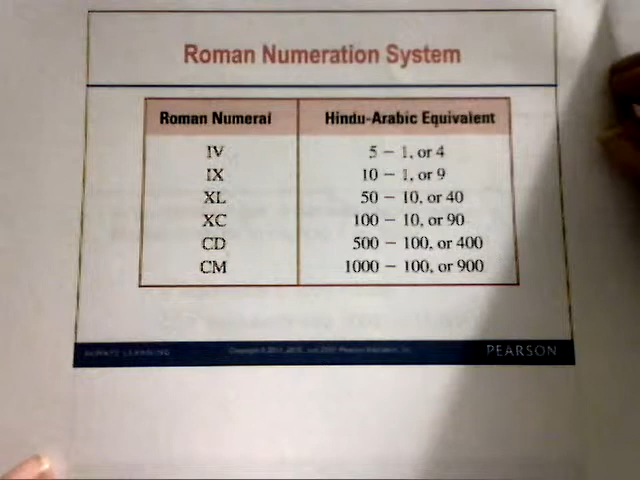 Roman Numeration System
Roman Numeral Hindu-Arabic Equivalent
IV 5 − 1, or 4
IX 10 − 1, or 9
XL 50 − 10, or 40
XC 100 − 10, or 90
CD 500 − 100, or 400
CM 1000 − 100, or 900
ALWAYS LEARNING PEARSON